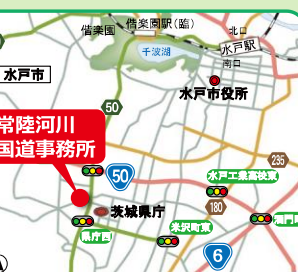 偕楽園駅(臨)
偕楽園
北口
水戸駅
南口
千波湖
水戸市
水戸市役所
50
常陸河川
国道事務所
235
水戸工業高校東
50
茨城県庁
180
県庁西
米沢町東
6